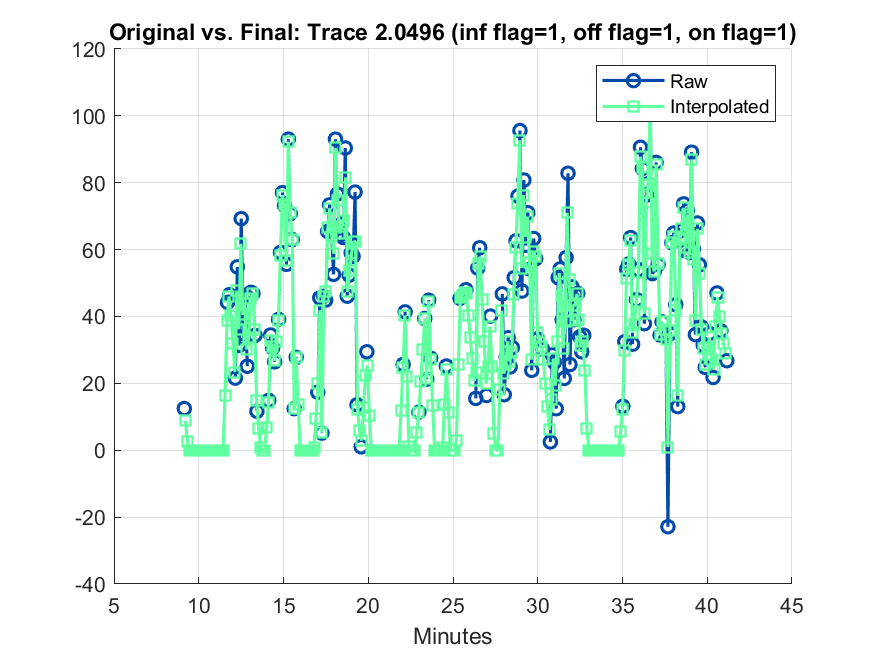 Original vs. Final: Trace 2.0496 (inf flag=1, off flag=1, on flag=1)
120
100
80
60
40
20
0
-20
-40
Raw
Interpolated
5 10 15 20 25 30 35 40 45
Minutes